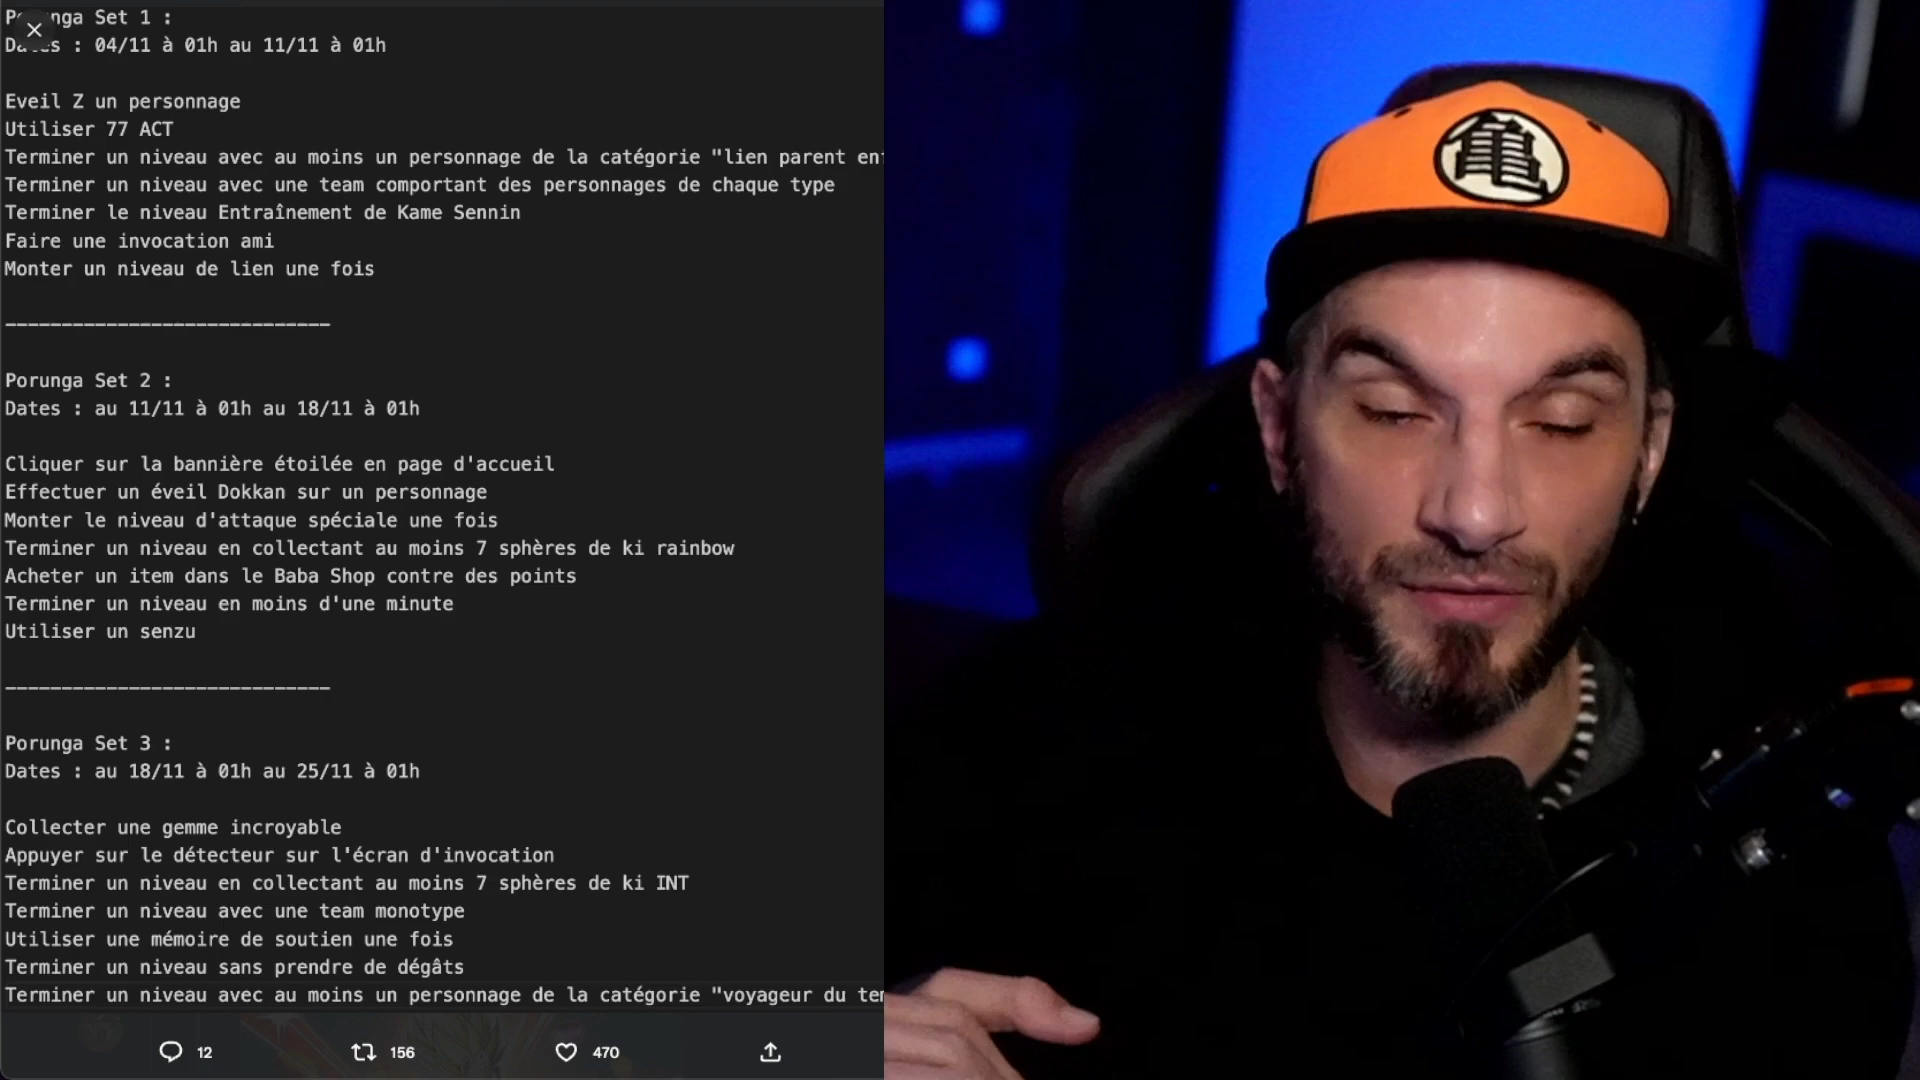 Porunga Set 1 :
Dates : 04/11 à 01h au 11/11 à 01h
Eveil Z un personnage
Utiliser 77 ACT
Terminer un niveau avec au moins un personnage de la catégorie "lien parent
Terminer un niveau avec une team comportant des personnages de chaque type
Terminer le niveau Entraînement de Kame Sennin
Faire une invocation ami
Monter un niveau de lien une fois
-----------------------------
Porunga Set 2 :
Dates : au 11/11 à 01h au 18/11 à 01h
Cliquer sur la bannière étoilée en page d'accueil
Effectuer un éveil Dokkan sur un personnage
Monter le niveau d'attaque spéciale une fois
Terminer un niveau en collectant au moins 7 sphères de ki rainbow
Acheter un item dans le Baba Shop contre des points
Terminer un niveau en moins d'une minute
Utiliser un senzu
-----------------------------
Porunga Set 3 :
Dates : au 18/11 à 01h au 25/11 à 01h
Collecter une gemme incroyable
Appuyer sur le détecteur sur l'écran d'invocation
Terminer un niveau en collectant au moins 7 sphères de ki INT
Terminer un niveau avec une team monotype
Utiliser une mémoire de soutien une fois
Terminer un niveau sans prendre de dégâts
Terminer un niveau avec au moins un personnage de la catégorie "voyageur du
12 156 470
亀